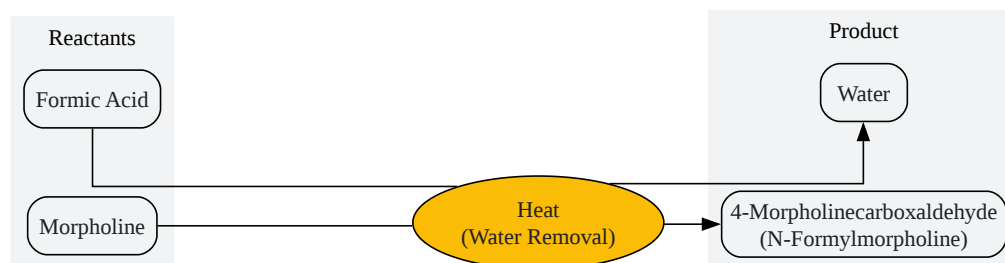 Reactants
Formic Acid
Morpholine
Heat
(Water Removal)
Product
Water
4-Morpholinecarboxaldehyde
(N-Formylmorpholine)